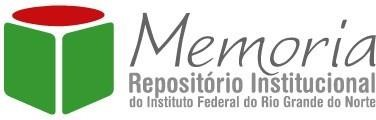 Memoria
Repositório Institucional
do Instituto Federal do Rio Grande do Norte